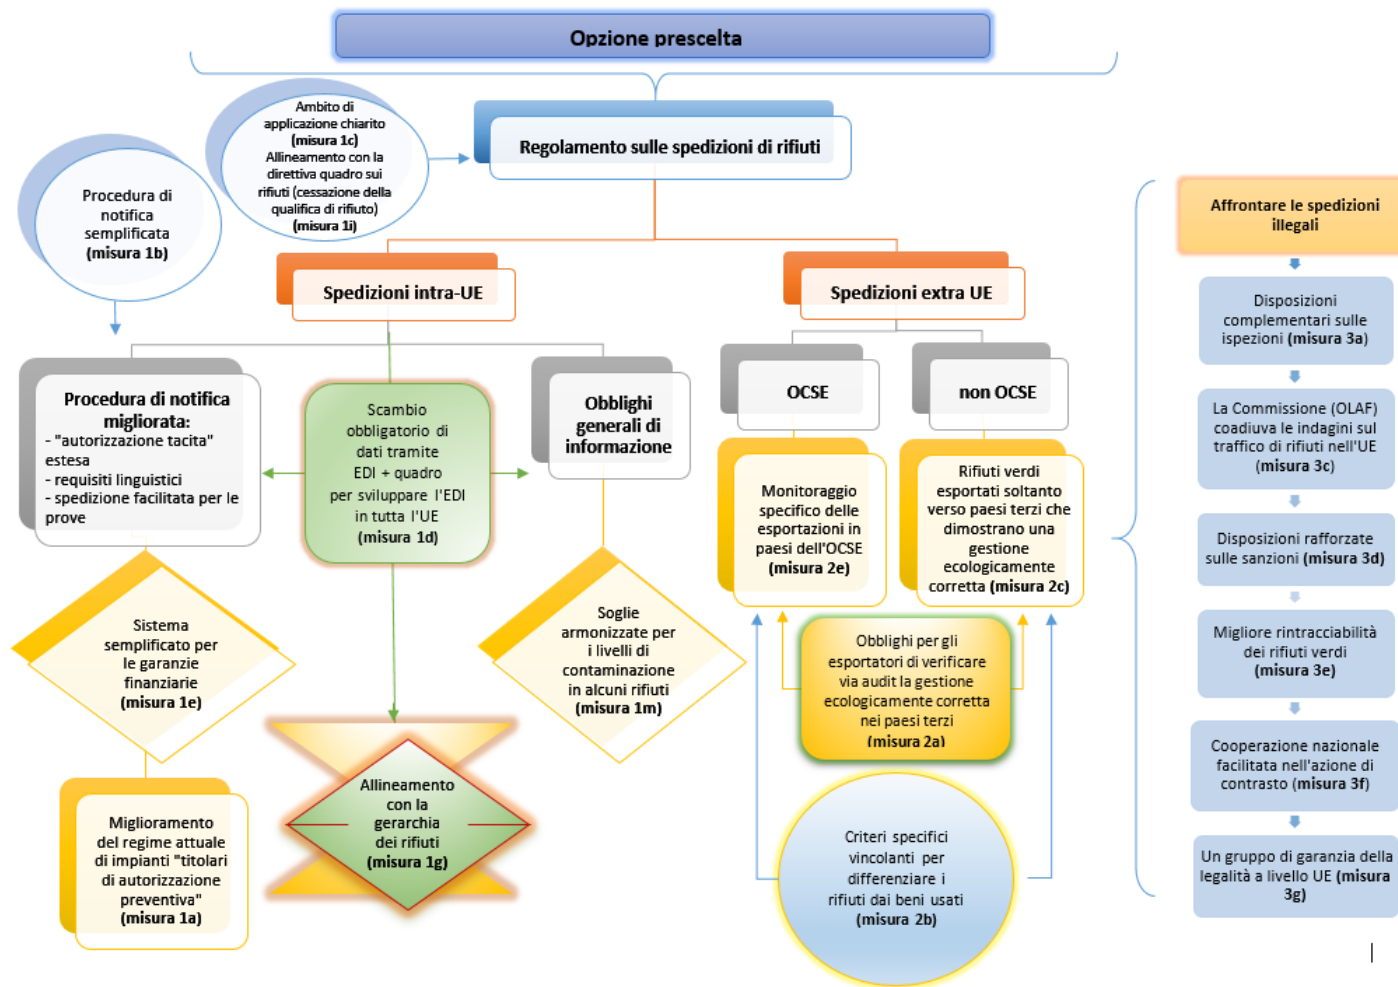 Opzione prescelta
Ambito di
applicazione chiarito
(misura 1c)
Allineamento con la
direttiva quadro sui
rifiuti (cessazione della
qualifica di rifiuto)
(misura 1i)
Regolamento sulle spedizioni di rifiuti
Procedura di
notifica
semplificata
(misura 1b)
Spedizioni intra-UE
Spedizioni extra UE
Procedura di notifica
migliorata:
- "autorizzazione tacita"
estesa
- requisiti linguistici
- spedizione facilitata per le
prove
Scambio
obbligatorio di
dati tramite
EDI + quadro
per sviluppare l'EDI
in tutta l'UE
(misura 1d)
Obblighi
generali di
informazione
OCSE
non OCSE
Monitoraggio
specifico delle
esportazioni in
paesi dell'OCSE
(misura 2e)
Rifiuti verdi
esportati soltanto
verso paesi terzi che
dimostrano una
gestione
ecologicamente
corretta (misura 2c)
Sistema
semplificato per
le garanzie
finanziarie
(misura 1e)
Soglie
armonizzate per
i livelli di
contaminazione
in alcuni rifiuti
(misura 1m)
Obblighi per gli
esportatori di verificare
via audit la gestione
ecologicamente corretta
nei paesi terzi
(misura 2a)
Miglioramento
del regime attuale
di impianti "titolari
di autorizzazione
preventiva"
(misura 1a)
Allineamento
con la
gerarchia
dei rifiuti
(misura 1g)
Criteri specifici
vincolanti per
differenziare i
rifiuti dai beni usati
(misura 2b)
Affrontare le spedizioni
illegali
Disposizioni
complementari sulle
ispezioni (misura 3a)
La Commissione (OLAF)
coadiuva le indagini sul
traffico di rifiuti nell'UE
(misura 3c)
Disposizioni rafforzate
sulle sanzioni (misura 3d)
Migliore rintracciabilità
dei rifiuti verdi
(misura 3e)
Cooperazione nazionale
facilitata nell'azione di
contrasto (misura 3f)
Un gruppo di garanzia della
legalità a livello UE (misura
3g)